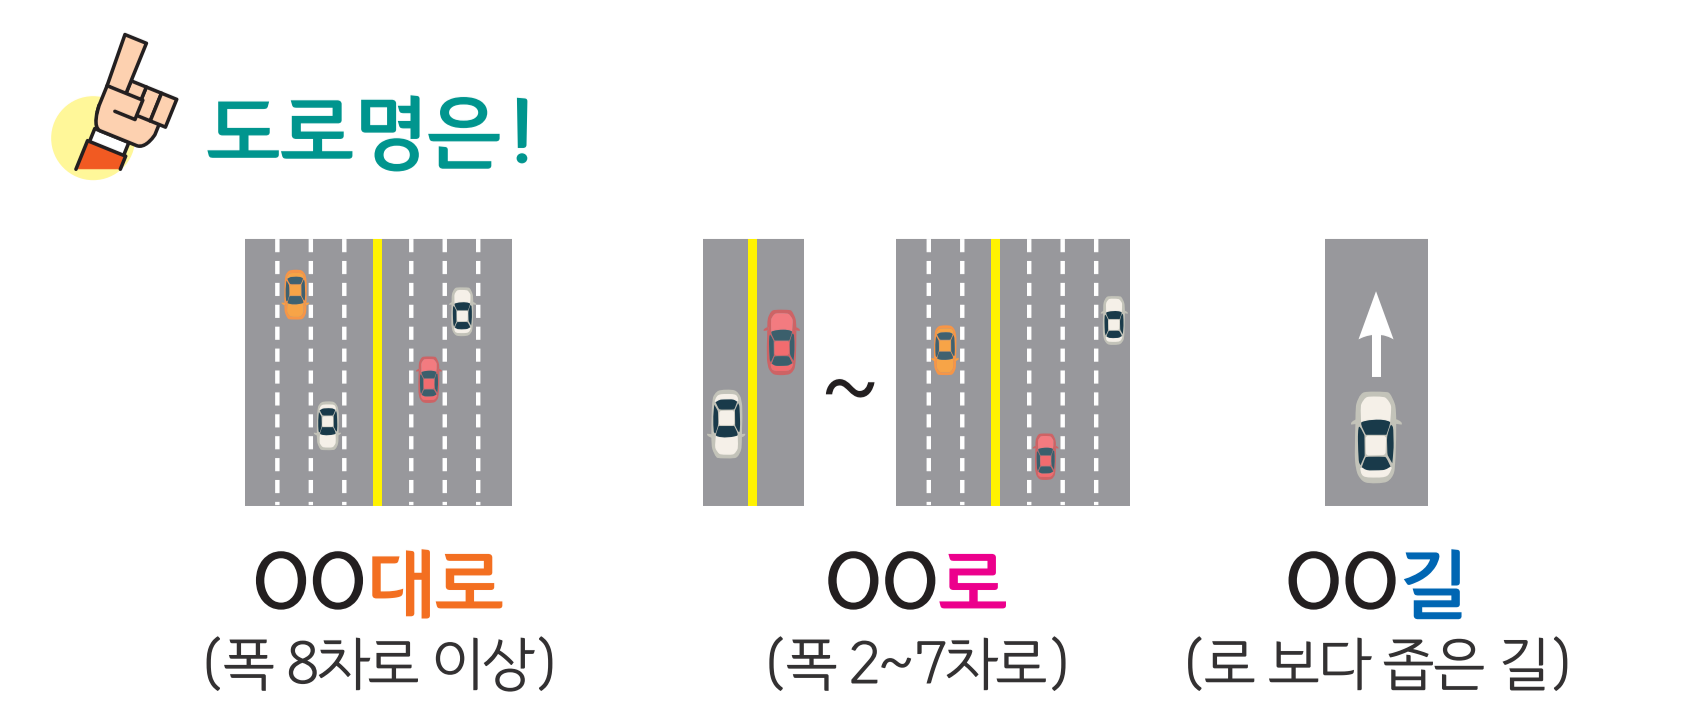 도로명은!
~
OO대로
(폭 8차로 이상)
OO로
(폭 2~7차로)
OO길
(로 보다 좁은 길)